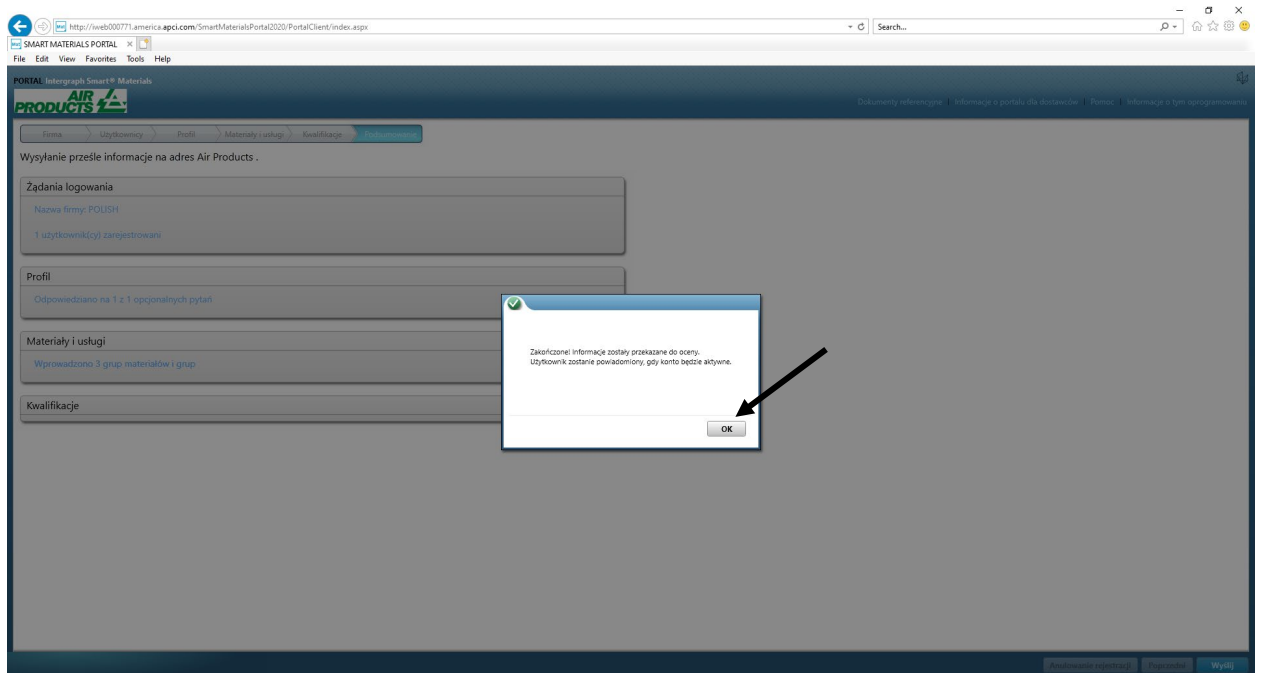 http://iweb000771.america.apci.com/SmartMaterialsPortal2020/PortalClient/index.aspx
Search...
SMART MATERIALS PORTAL
File Edit View Favorites Tools Help
PORTAL Intergraph Smart® Materials
AIR
PRODUCTS
Dokumenty referencyjne | Informacje o portalu dla dostawców | Pomoc | Informacje o tym oprogramowaniu
Firma Użytkownicy Profil Materiały i usługi Kwalifikacje Podsumowanie
Wysyłanie prześle informacje na adres Air Products .
Żądania logowania
Nazwa firmy: POLISH
1 użytkownik(cy) zarejestrowani
Profil
Odpowiedziano na 1 z 1 opcjonalnych pytań.
Materiały i usługi
Wprowadzono 3 grup materiałów i grup
Kwalifikacje
Zakończone! Informacje zostały przekazane do oceny.
Użytkownik zostanie powiadomiony, gdy konto będzie aktywne.
OK
Anulowanie rejestracji Poprzedni Wyślij